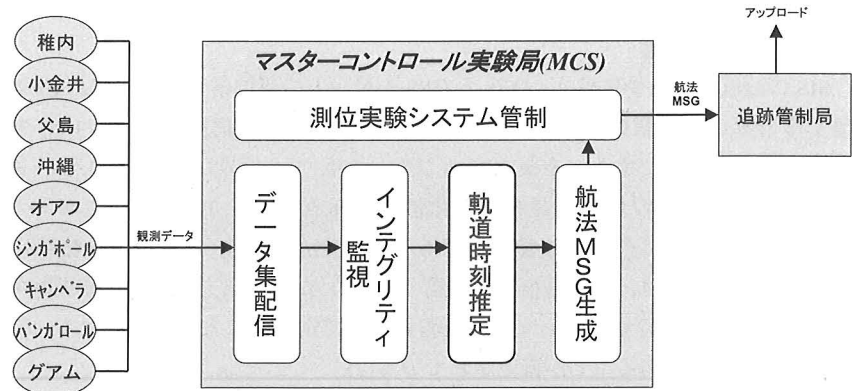 稚内
小金井
父島
沖縄
オアフ
シンガポール
キャンベラ
バンガロール
グアム
観測データ
マスターコントロール実験局(MCS)
測位実験システム管制
データ集配信
インテグリティ
監視
軌道時刻推定
航法MSG生成
航法
MSG
アップロード
追跡管制局